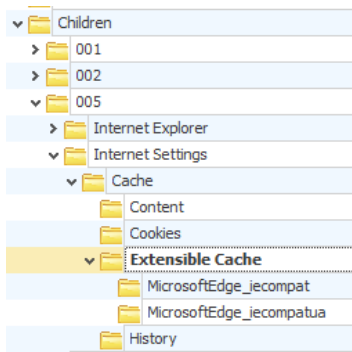 Children
001
002
005
Internet Explorer
Internet Settings
Cache
Content
Cookies
Extensible Cache
MicrosoftEdge_iecompat
MicrosoftEdge_iecompatua
History